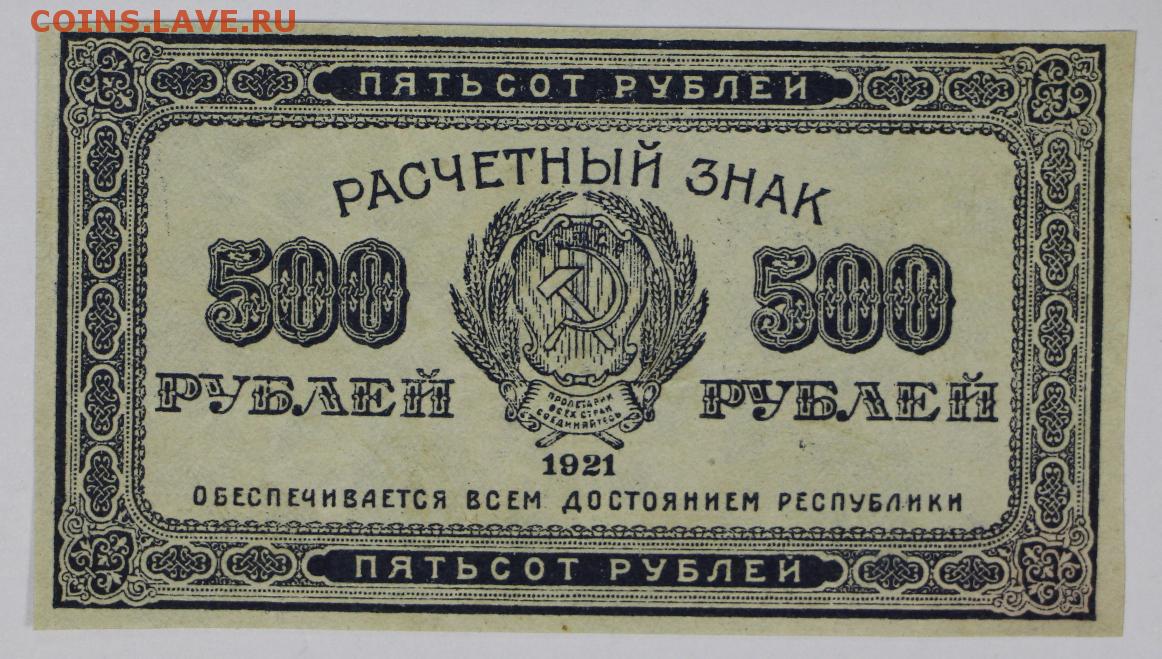 COINS.LAVE.RU
ПЯТЬСОТ РУБЛЕЙ
РАСЧЕТНЫЙ ЗНАК
500 500
РУБЛЕЙ РУБЛЕЙ
ПРОЛЕТАРИИ
ВСЕХ СТРАН
СОЕДИНЯЙТЕСЬ
1921
ОБЕСПЕЧИВАЕТСЯ ВСЕМ ДОСТОЯНИЕМ РЕСПУБЛИКИ
ПЯТЬСОТ РУБЛЕЙ